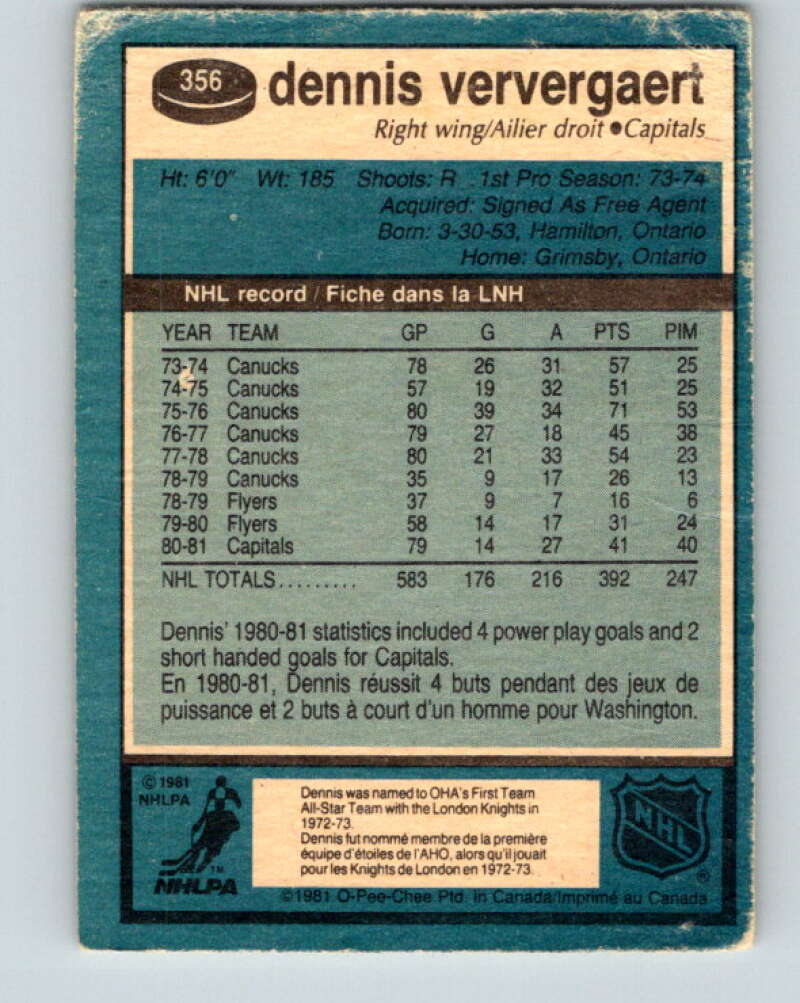 356 dennis ververgaert
Right wing/Ailier droit ●Capitals
Ht: 6'0" Wt: 185 Shoots: R 1st Pro Season: 73-74
Acquired: Signed As Free Agent
Born: 3-30-53, Hamilton, Ontario
Home: Grimsby, Ontario
NHL record / Fiche dans la LNH
YEAR TEAM GP G A PTS PIM
73-74 Canucks 78 26 31 57 25
74-75 Canucks 57 19 32 51 25
75-76 Canucks 80 39 34 71 53
76-77 Canucks 79 27 18 45 38
77-78 Canucks 80 21 33 54 23
78-79 Canucks 35 9 17 26 13
78-79 Flyers 37 9 7 16 6
79-80 Flyers 58 14 17 31 24
80-81 Capitals 79 14 27 41 40
NHL TOTALS......... 583 176 216 392 247
Dennis' 1980-81 statistics included 4 power play goals and 2
short handed goals for Capitals.
En 1980-81, Dennis réussit 4 buts pendant des jeux de
puissance et 2 buts à court d'un homme pour Washington.
© 1981
NHLPA
NHLPA TM
Dennis was named to OHA's First Team
All-Star Team with the London Knights in
1972-73.
Dennis fut nommé membre de la première
équipe d'étoiles de l'AHO, alors qu'il jouait
pour les Knights de London en 1972-73.
NHL ®
©1981 O-Pee-Chee Ptd. in Canada/Imprimé au Canada